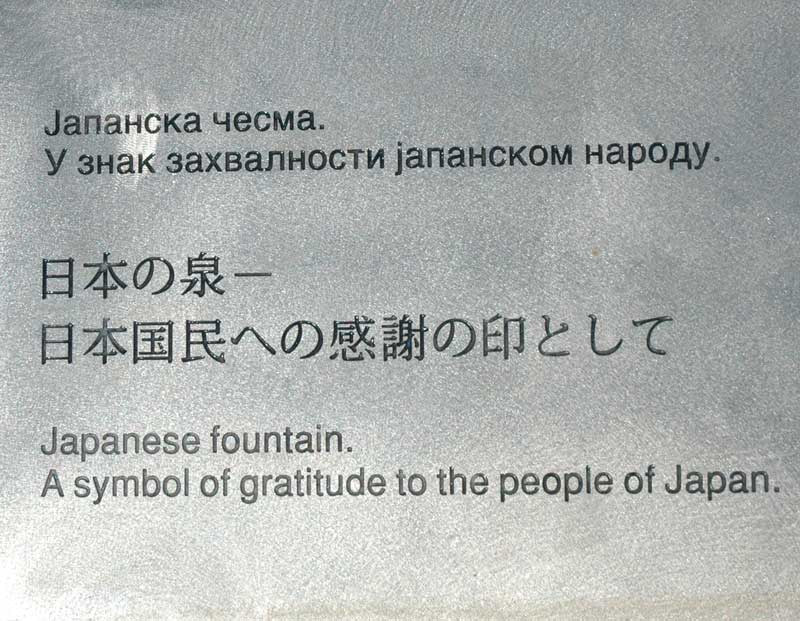 Јапанска чесма.
У знак захвалности јапанском народу.
日本の泉－
日本国民への感謝の印として
Japanese fountain.
A symbol of gratitude to the people of Japan.